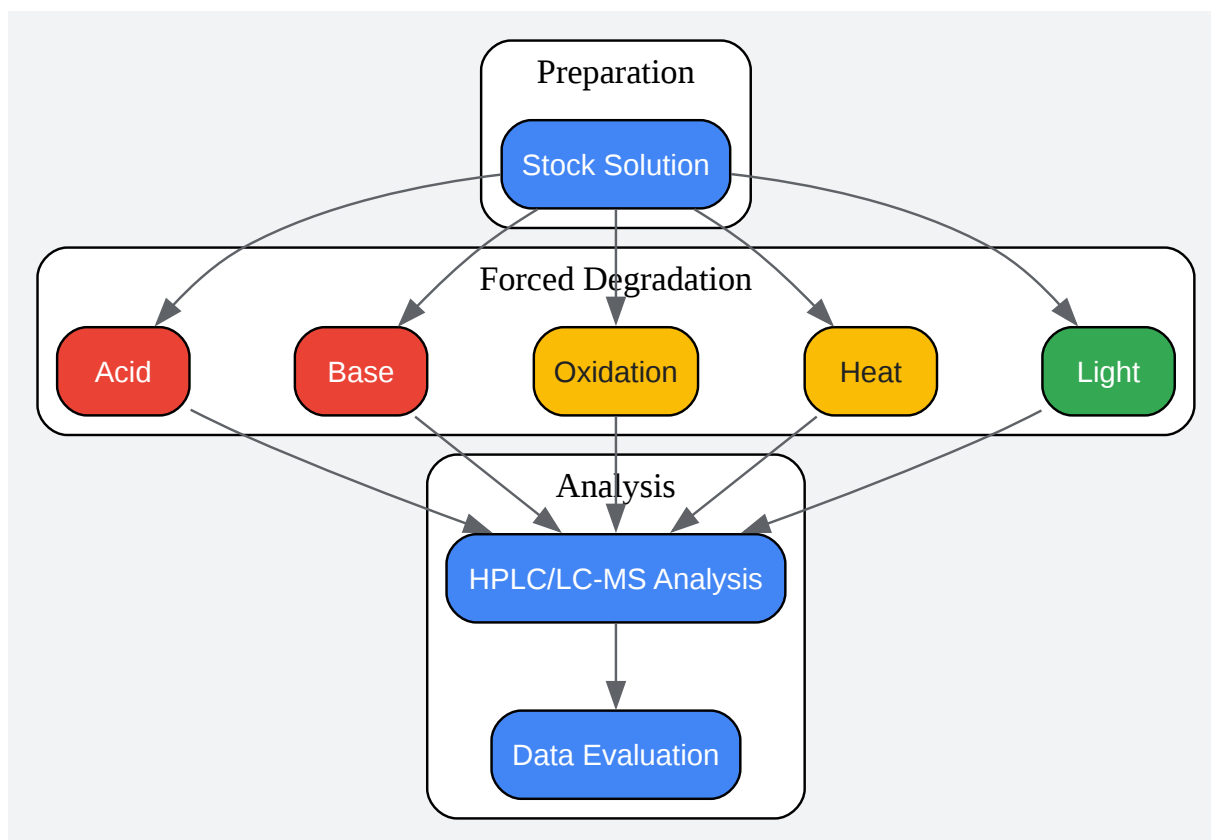 Preparation
Stock Solution
Forced Degradation
Acid
Base
Oxidation
Heat
Light
Analysis
HPLC/LC-MS Analysis
Data Evaluation